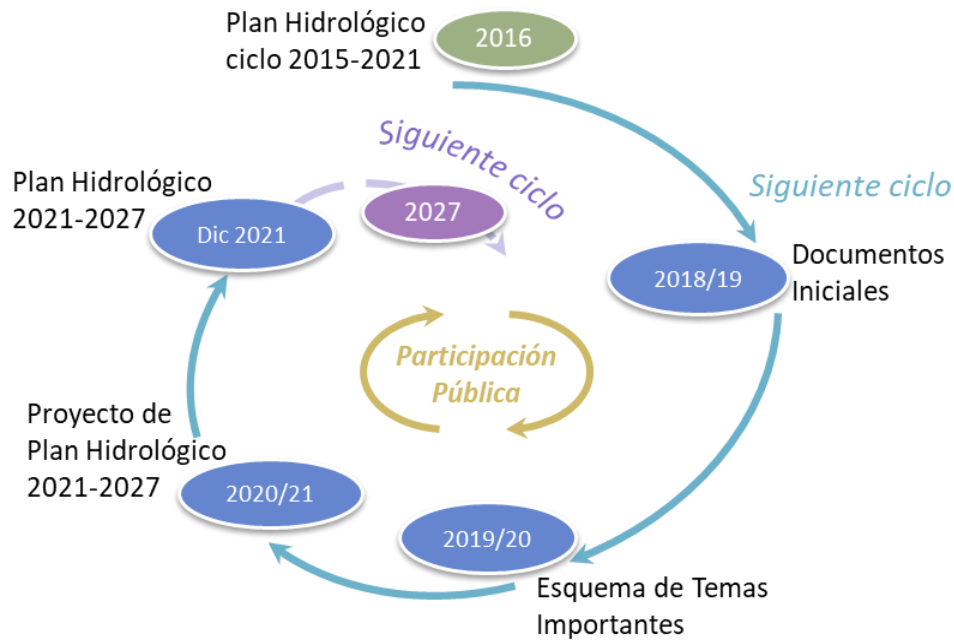 Plan Hidrológico
ciclo 2015-2021
2016
Siguiente ciclo
Siguiente ciclo
Plan Hidrológico
2021-2027
Dic 2021
2027
2018/19
Documentos
Iniciales
Participación
Pública
Proyecto de
Plan Hidrológico
2021-2027
2020/21
2019/20
Esquema de Temas
Importantes